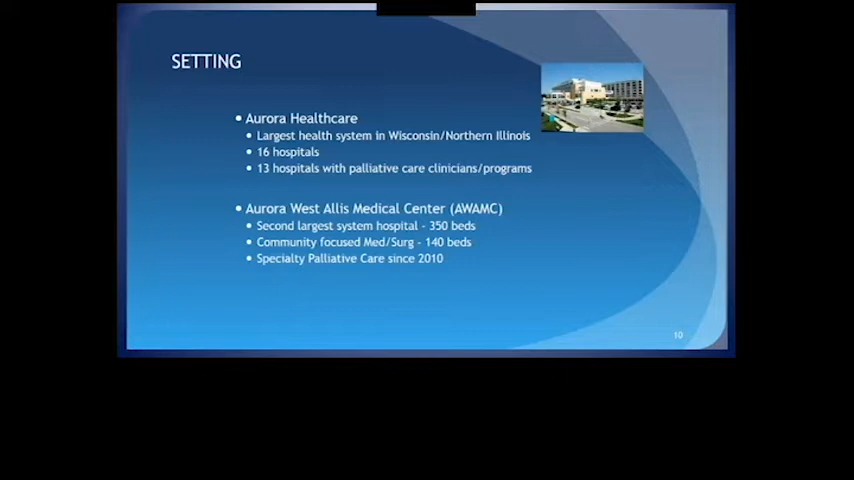 SETTING
• Aurora Healthcare
• Largest health system in Wisconsin/Northern Illinois
• 16 hospitals
• 13 hospitals with palliative care clinicians/programs
• Aurora West Allis Medical Center (AWAMC)
• Second largest system hospital - 350 beds
• Community focused Med/Surg - 140 beds
• Specialty Palliative Care since 2010
10